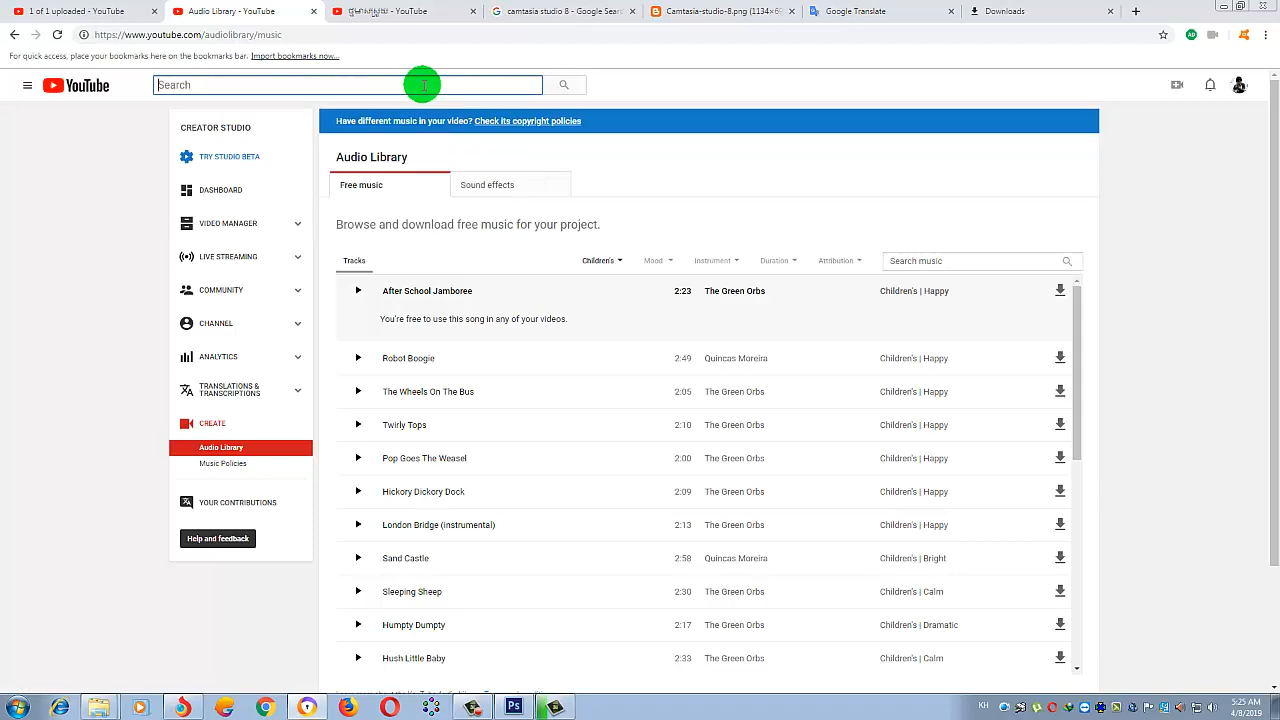 1 of 1 uploaded - YouTube
Audio Library - YouTube
- YouTube
camtasia studio 8 - Google Sear
Camtasia-studio-8.png (1134×6
Google Trans
Downloads
https://www.youtube.com/audiolibrary/music
For quick access, place your bookmarks here on the bookmarks bar. Import bookmarks now...
YouTube
Search
CREATOR STUDIO
TRY STUDIO BETA
DASHBOARD
VIDEO MANAGER
LIVE STREAMING
COMMUNITY
CHANNEL
ANALYTICS
TRANSLATIONS &
TRANSCRIPTIONS
CREATE
Audio Library
Music Policies
YOUR CONTRIBUTIONS
Help and feedback
Have different music in your video? Check its copyright policies
Audio Library
Free music
Sound effects
Browse and download free music for your project.
Tracks Children's Mood Instrument Duration Attribution Search music
After School Jamboree 2:23 The Green Orbs Children's | Happy
You're free to use this song in any of your videos.
Robot Boogie 2:49 Quincas Moreira Children's | Happy
The Wheels On The Bus 2:05 The Green Orbs Children's | Happy
Twirly Tops 2:10 The Green Orbs Children's | Happy
Pop Goes The Weasel 2:00 The Green Orbs Children's | Happy
Hickory Dickory Dock 2:09 The Green Orbs Children's | Happy
London Bridge (instrumental) 2:13 The Green Orbs Children's | Happy
Sand Castle 2:58 Quincas Moreira Children's | Bright
Sleeping Sheep 2:30 The Green Orbs Children's | Calm
Humpty Dumpty 2:17 The Green Orbs Children's | Dramatic
Hush Little Baby 2:33 The Green Orbs Children's | Calm
Ps
KH
5:25 AM
4/8/2019